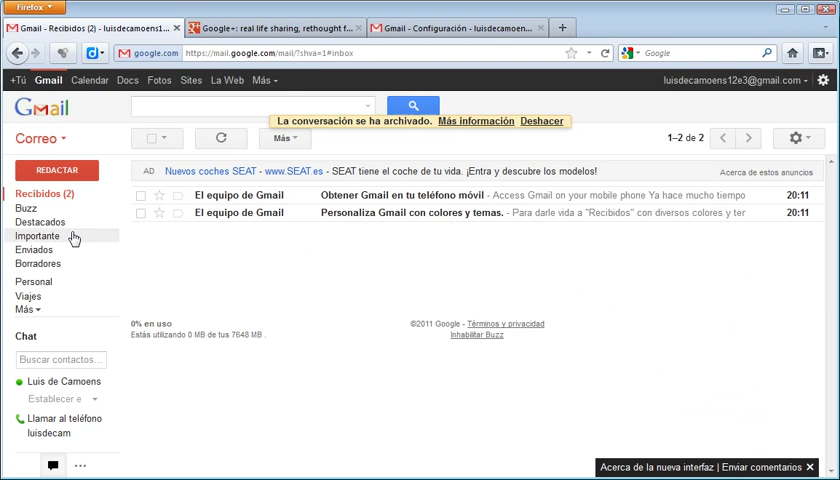 Firefox
Gmail - Recibidos (2) - luisdecamoens1...
Google+: real life sharing, rethought f...
Gmail - Configuración - luisdecamoens...
google.com
https://mail.google.com/mail/?shva=1#inbox
Google
+Tú Gmail Calendar Docs Fotos Sites La Web Más
luisdecamoens12e3@gmail.com
Gmail
La conversación se ha archivado. Más información Deshacer
Correo
Más
1–2 de 2
REDACTAR
AD Nuevos coches SEAT - www.SEAT.es - SEAT tiene el coche de tu vida. ¡Entra y descubre los modelos!
Acerca de estos anuncios
Recibidos (2)
El equipo de Gmail Obtener Gmail en tu teléfono móvil - Access Gmail on your mobile phone Ya hace mucho tiempo 20:11
Buzz
El equipo de Gmail Personaliza Gmail con colores y temas. - Para darle vida a "Recibidos" con diversos colores y ter 20:11
Destacados
Importante
Enviados
Borradores
Personal
Viajes
Más
0% en uso
Estás utilizando 0 MB de tus 7648 MB .
©2011 Google - Términos y privacidad
Inhabilitar Buzz
Chat
Buscar contactos...
Luis de Camoens
Establecer e
Llamar al teléfono
luisdecam
Acerca de la nueva interfaz | Enviar comentarios